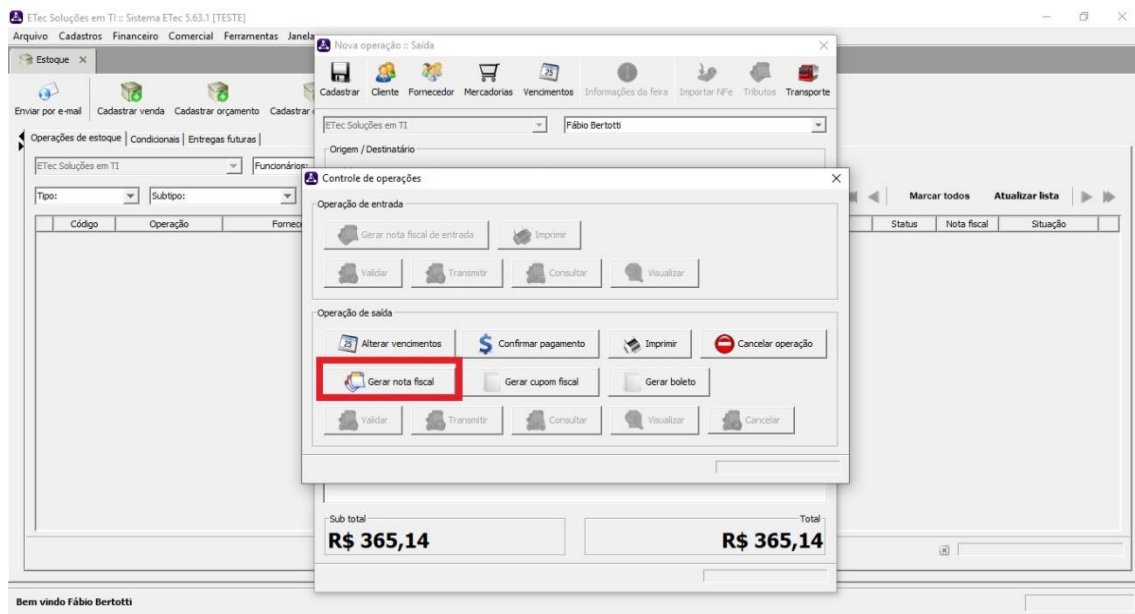 ETec Soluções em TI :: Sistema ETec 5.63.1 [TESTE]
Arquivo Cadastros Financeiro Comercial Ferramentas Janela
Estoque
Enviar por e-mail Cadastrar venda Cadastrar orçamento Cadastrar
Operações de estoque Condicionais Entregas futuras
ETec Soluções em TI Funcionários:
Tipo: Subtipo: Marcar todos Atualizar lista
Código Operação Fornec Status Nota fiscal Situação
Nova operação :: Saída
Cadastrar Cliente Fornecedor Mercadorias Vencimentos Informações da feira Importar NFe Tributos Transporte
ETec Soluções em TI Fábio Bertotti
Origem / Destinatário
Controle de operações
Operação de entrada
Gerar nota fiscal de entrada Imprimir
Validar Transmitir Consultar Visualizar
Operação de saída
25 Alterar vencimentos Confirmar pagamento Imprimir Cancelar operação
Gerar nota fiscal Gerar cupom fiscal Gerar boleto
Validar Transmitir Consultar Visualizar Cancelar
Sub total Total
R$ 365,14 R$ 365,14
Bem vindo Fábio Bertotti